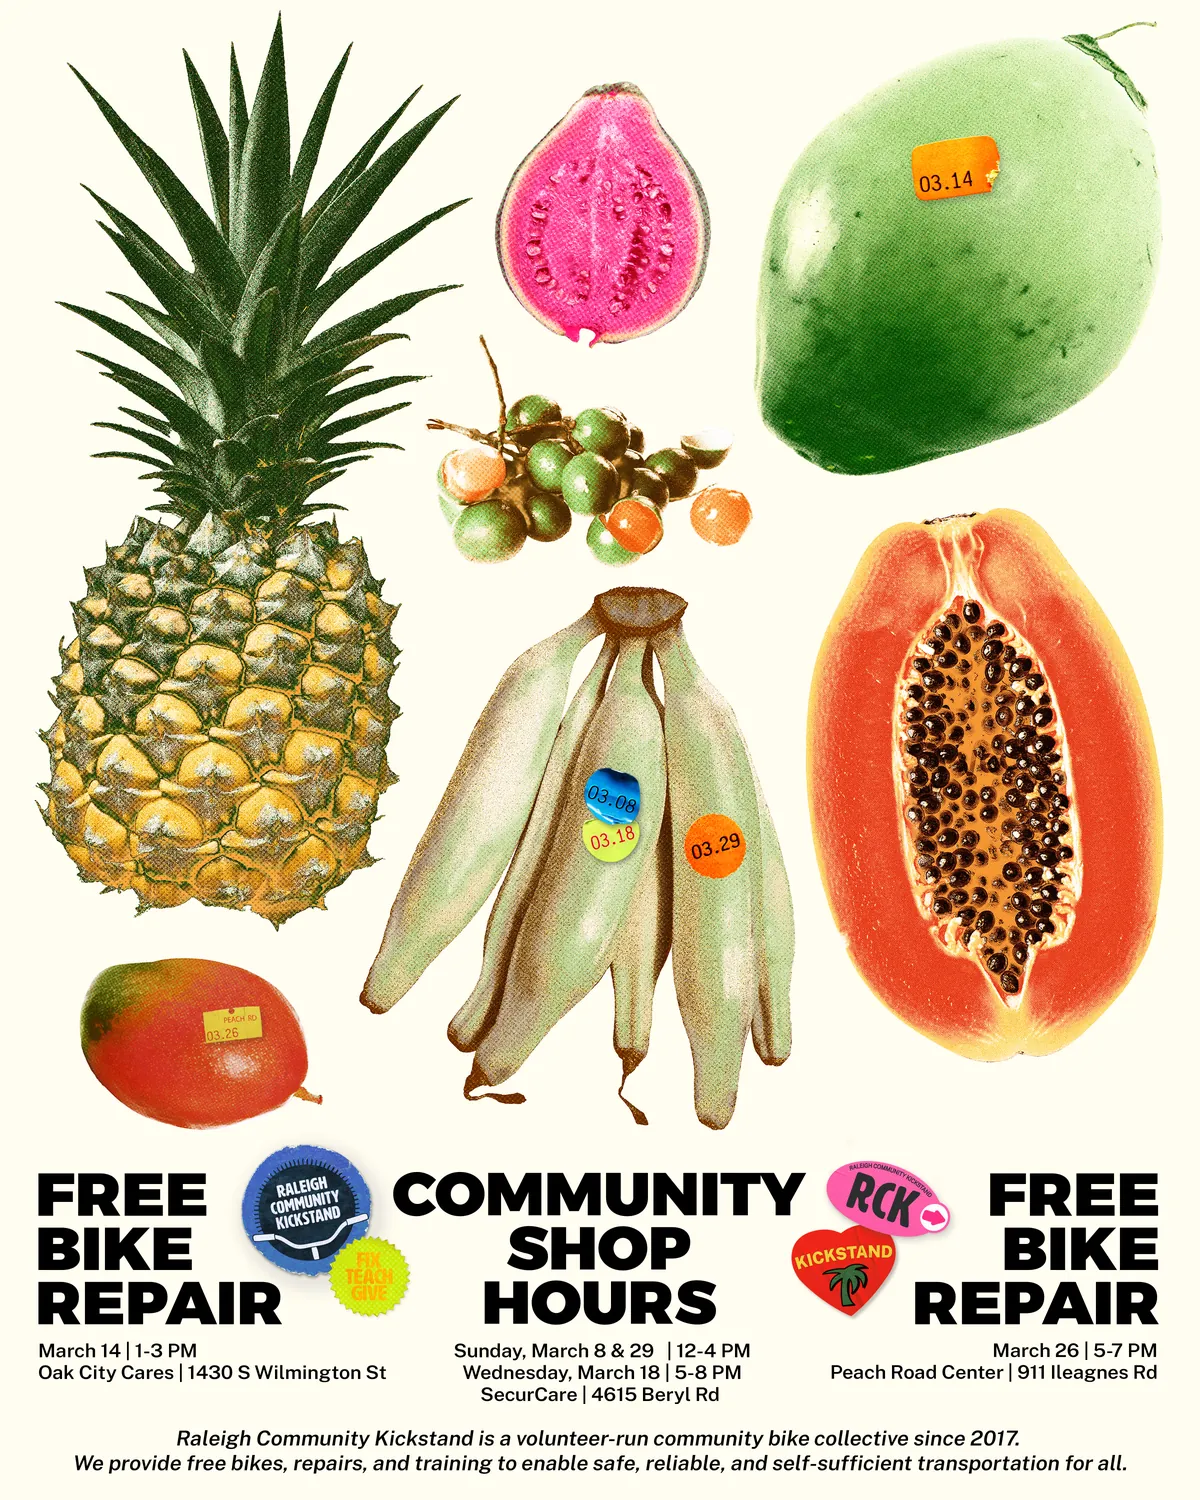 03.14
03.08
03.18
03.29
PEACH RD
03.26
FREE
BIKE
REPAIR
March 14 | 1-3 PM
Oak City Cares | 1430 S Wilmington St
RALEIGH
COMMUNITY
KICKSTAND
FIX
TEACH
GIVE
COMMUNITY
SHOP
HOURS
Sunday, March 8 & 29 | 12-4 PM
Wednesday, March 18 | 5-8 PM
SecurCare | 4615 Beryl Rd
RALEIGH COMMUNITY KICKSTAND
RCK
KICKSTAND
FREE
BIKE
REPAIR
March 26 | 5-7 PM
Peach Road Center | 911 Ileagnes Rd
Raleigh Community Kickstand is a volunteer-run community bike collective since 2017.
We provide free bikes, repairs, and training to enable safe, reliable, and self-sufficient transportation for all.